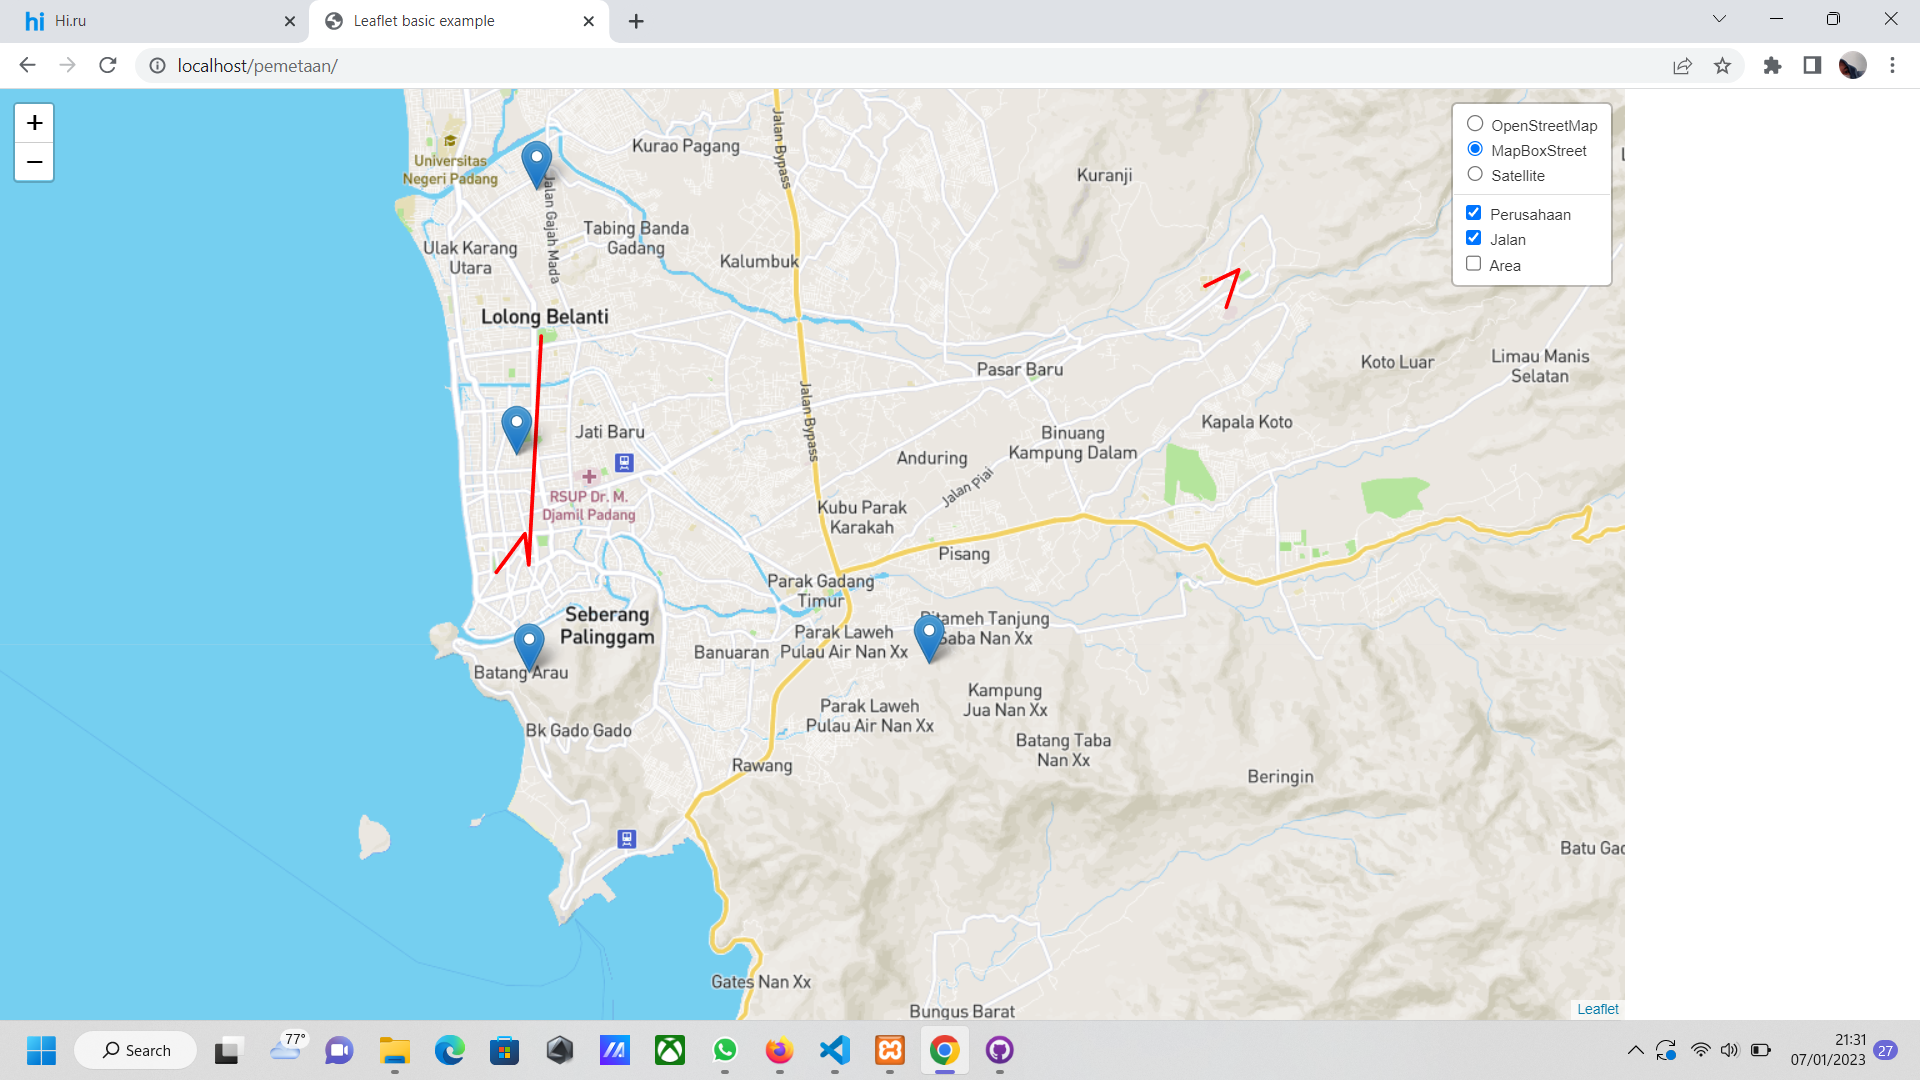 Hi.ru
Leaflet basic example
localhost/pemetaan/
+
−
OpenStreetMap
MapBoxStreet
Satellite
Perusahaan
Jalan
Area
Universitas
Negeri Padang
Kurao Pagang
Jalan Bypass
Kuranji
Jalan Gajah Mada
Tabing Banda
Gadang
Ulak Karang
Utara
Kalumbuk
Lolong Belanti
Pasar Baru
Koto Luar
Limau Manis
Selatan
Jalan Bypass
Jati Baru
Kapala Koto
Binuang
Kampung Dalam
Anduring
Jalan Piai
RSUP Dr. M.
Djamil Padang
Kubu Parak
Karakah
Pisang
Parak Gadang
Timur
Seberang
Palinggam
Pitameh Tanjung
Saba Nan Xx
Parak Laweh
Pulau Air Nan Xx
Banuaran
Batang Arau
Kampung
Jua Nan Xx
Parak Laweh
Pulau Air Nan Xx
Bk Gado Gado
Batang Taba
Nan Xx
Rawang
Beringin
Batu Gad
Gates Nan Xx
Bungus Barat
Leaflet
77°
Search
21:31
07/01/2023
27